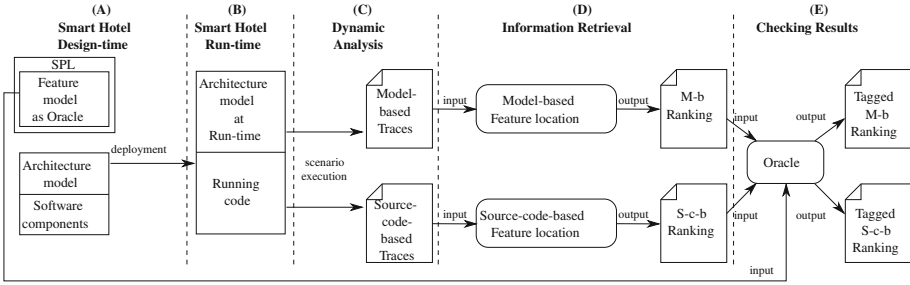 (A)
Smart Hotel
Design-time
SPL
Feature
model
as Oracle
Architecture
model
Software
components
deployment
(B)
Smart Hotel
Run-time
Architecture
model
at
Run-time
Running
code
scenario
execution
(C)
Dynamic
Analysis
Model-
based
Traces
Source-
code-
based
Traces
(D)
Information Retrieval
input
Model-based
Feature location
output
M-b
Ranking
input
Source-code-based
Feature location
output
S-c-b
Ranking
(E)
Checking Results
input
input
Oracle
output
output
Tagged
M-b
Ranking
Tagged
S-c-b
Ranking
input